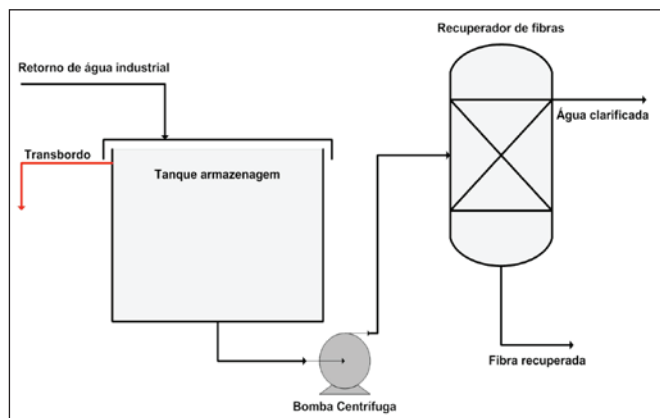 Recuperador de fibras
Retorno de água industrial
Água clarificada
Transbordo
Tanque armazenagem
Fibra recuperada
Bomba Centrífuga